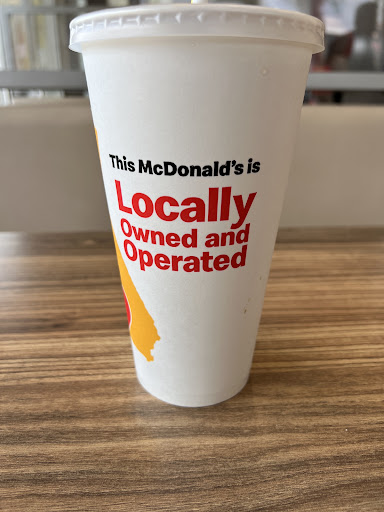 This McDonald's is
Locally
Owned and
Operated